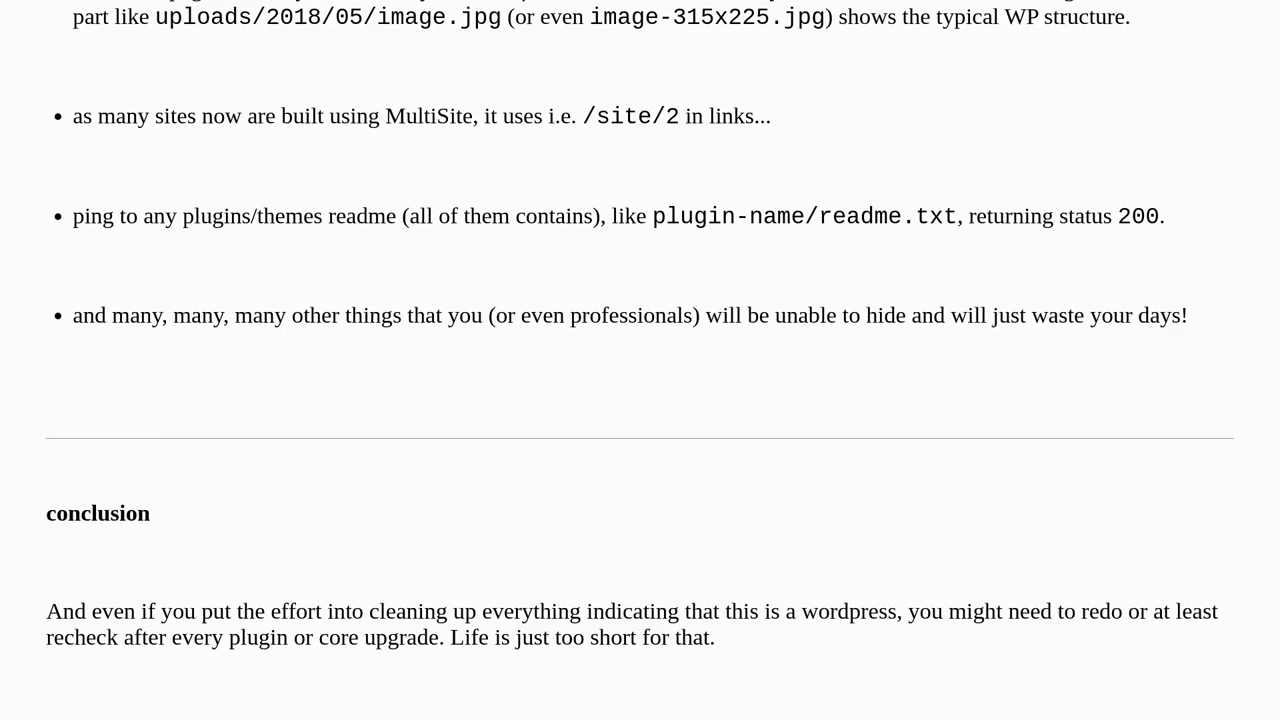 part like uploads/2018/05/image.jpg (or even image-315x225.jpg) shows the typical WP structure.
• as many sites now are built using MultiSite, it uses i.e. /site/2 in links...
• ping to any plugins/themes readme (all of them contains), like plugin-name/readme.txt, returning status 200.
• and many, many, many other things that you (or even professionals) will be unable to hide and will just waste your days!
conclusion
And even if you put the effort into cleaning up everything indicating that this is a wordpress, you might need to redo or at least
recheck after every plugin or core upgrade. Life is just too short for that.